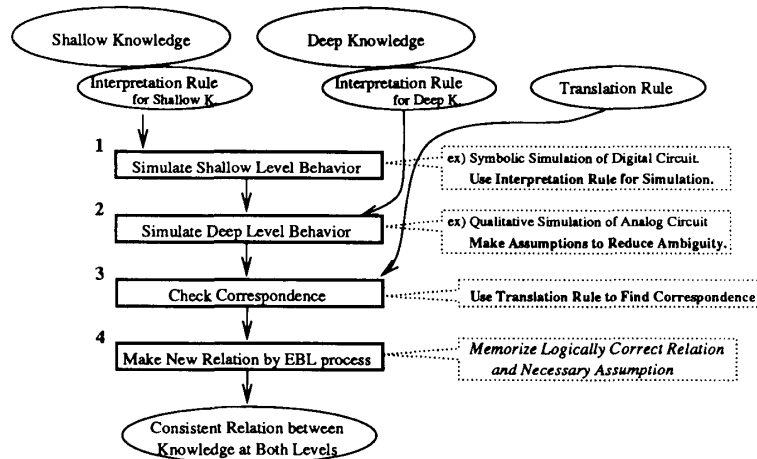 Shallow Knowledge
Deep Knowledge
Interpretation Rule
for Shallow K.
Interpretation Rule
for Deep K.
Translation Rule
1
Simulate Shallow Level Behavior
ex) Symbolic Simulation of Digital Circuit.
Use Interpretation Rule for Simulation.
2
Simulate Deep Level Behavior
ex) Qualitative Simulation of Analog Circuit
Make Assumptions to Reduce Ambiguity.
3
Check Correspondence
Use Translation Rule to Find Correspondence
4
Make New Relation by EBL process
Memorize Logically Correct Relation
and Necessary Assumption
Consistent Relation between
Knowledge at Both Levels